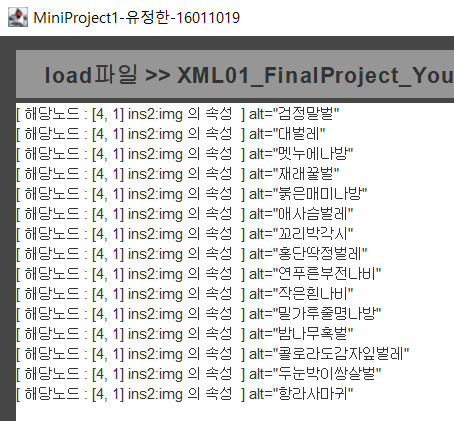 MiniProject1-유정한-16011019
load파일 >> XML01_FinalProject_You
[ 해당노드 : [4, 1] ins2:img 의 속성 ] alt="검정말벌"
[ 해당노드 : [4, 1] ins2:img 의 속성 ] alt="대벌레"
[ 해당노드 : [4, 1] ins2:img 의 속성 ] alt="멧누에나방"
[ 해당노드 : [4, 1] ins2:img 의 속성 ] alt="재래꿀벌"
[ 해당노드 : [4, 1] ins2:img 의 속성 ] alt="붉은매미나방"
[ 해당노드 : [4, 1] ins2:img 의 속성 ] alt="애사슴벌레"
[ 해당노드 : [4, 1] ins2:img 의 속성 ] alt="꼬리박각시"
[ 해당노드 : [4, 1] ins2:img 의 속성 ] alt="홍단딱정벌레"
[ 해당노드 : [4, 1] ins2:img 의 속성 ] alt="연푸른부전나비"
[ 해당노드 : [4, 1] ins2:img 의 속성 ] alt="작은흰나비"
[ 해당노드 : [4, 1] ins2:img 의 속성 ] alt="밀가루줄명나방"
[ 해당노드 : [4, 1] ins2:img 의 속성 ] alt="밤나무혹벌"
[ 해당노드 : [4, 1] ins2:img 의 속성 ] alt="콜로라도감자잎벌레"
[ 해당노드 : [4, 1] ins2:img 의 속성 ] alt="두눈박이쌍살벌"
[ 해당노드 : [4, 1] ins2:img 의 속성 ] alt="항라사마귀"